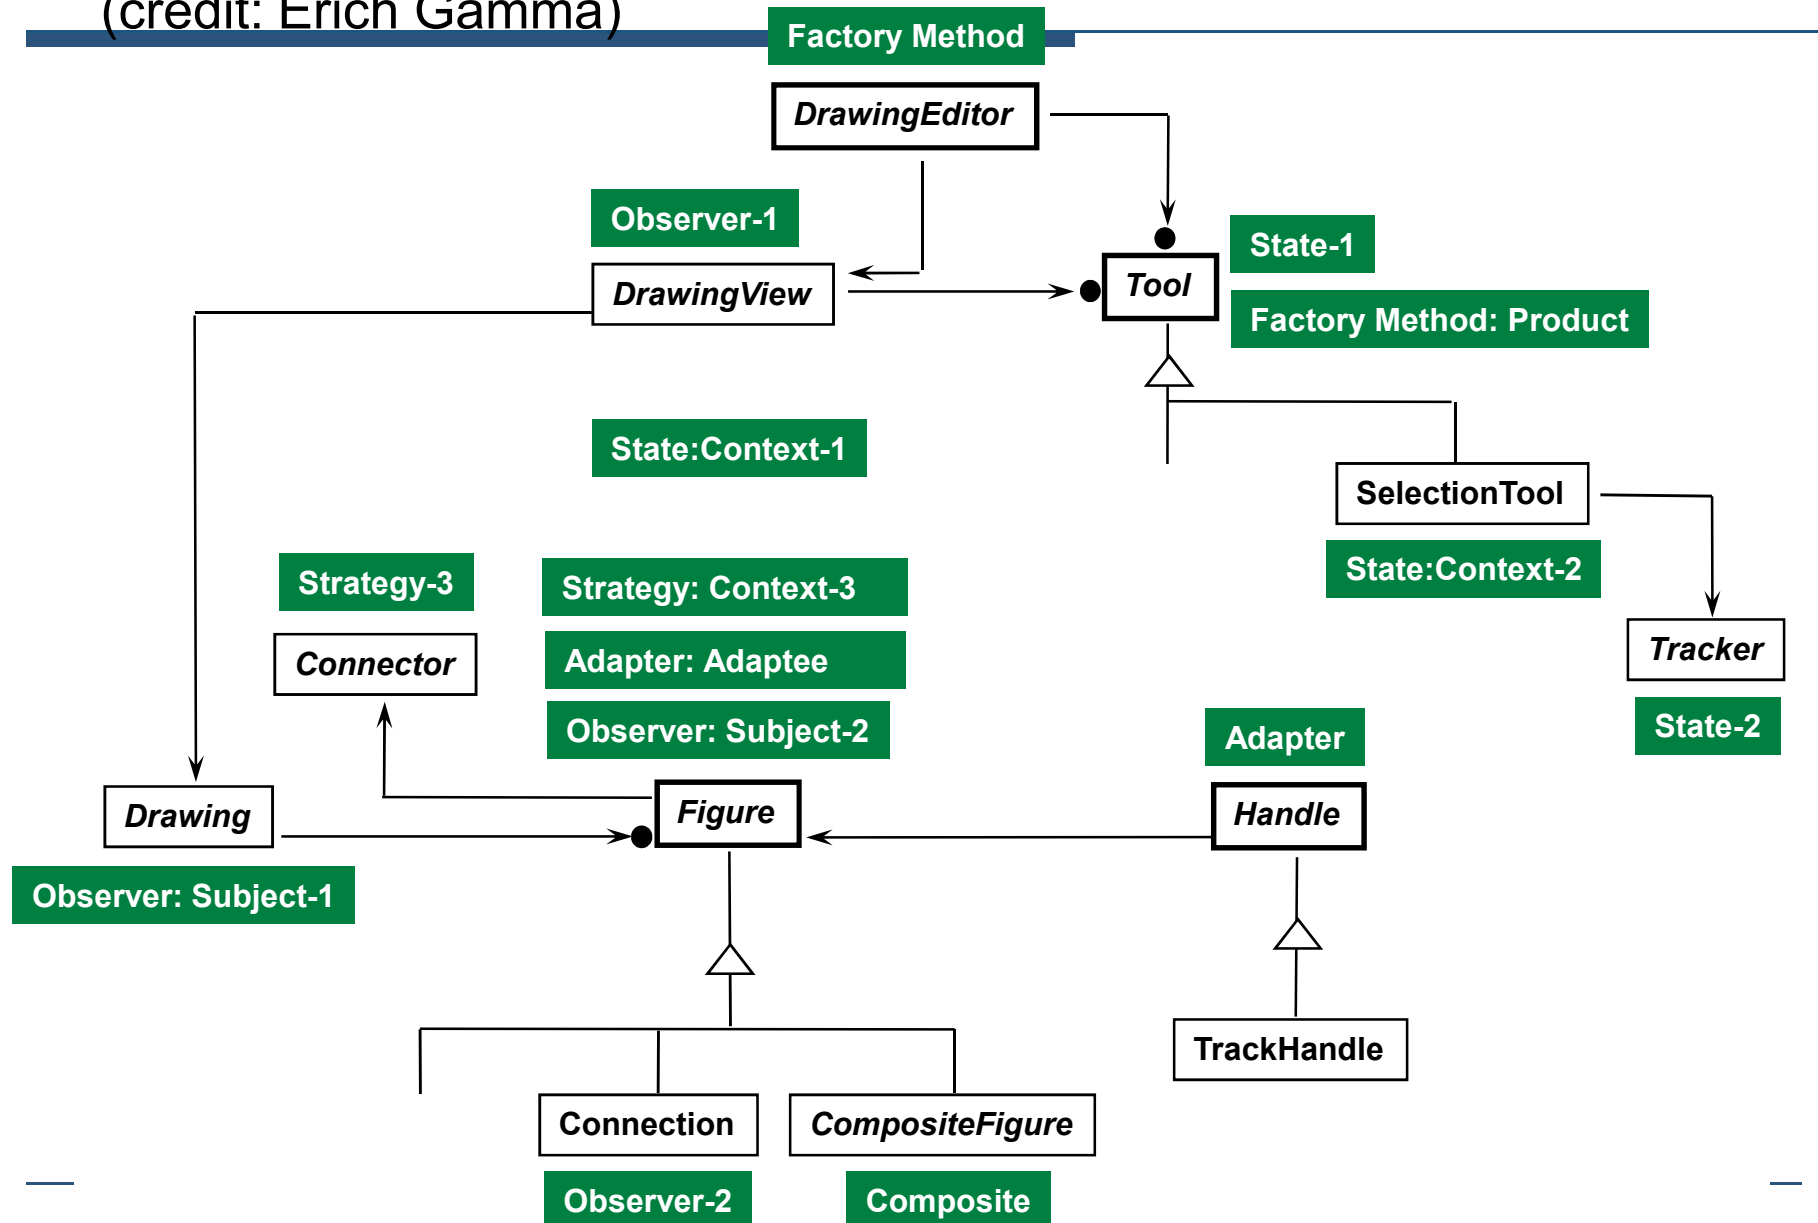 (credit: Erich Gamma)
Factory Method
DrawingEditor
Observer-1
DrawingView
State-1
Tool
Factory Method: Product
State:Context-1
SelectionTool
State:Context-2
Strategy-3
Strategy: Context-3
Connector
Adapter: Adaptee
Tracker
Observer: Subject-2
State-2
Adapter
Drawing
Figure
Handle
Observer: Subject-1
TrackHandle
Connection
CompositeFigure
Observer-2
Composite